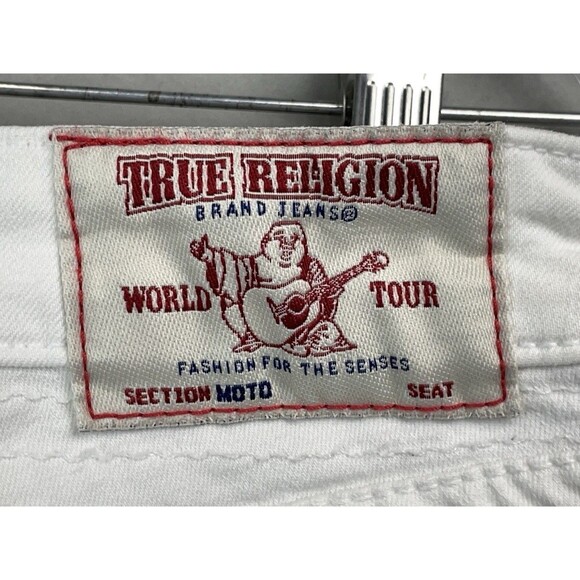 TRUE RELIGION
BRAND JEANS®
WORLD TOUR
FASHION FOR THE SENSES
SECTION MOTO SEAT